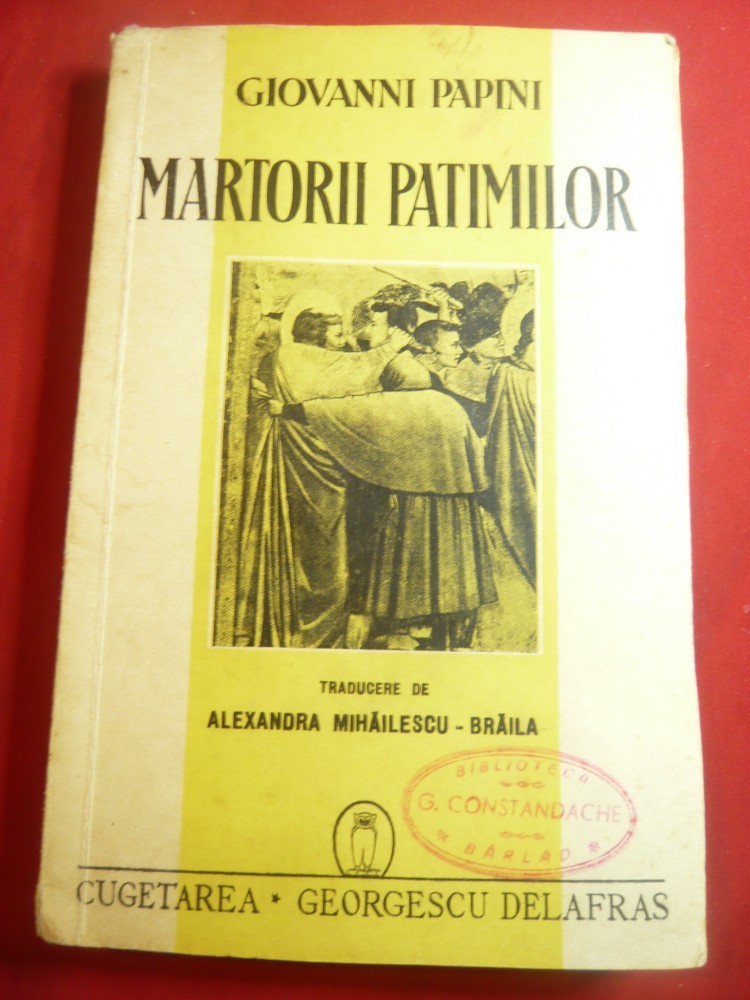 GIOVANNI PAPINI
MARTORII PATIMILOR
TRADUCERE DE
ALEXANDRA MIHĂILESCU - BRĂILA
BIBLIOTECA
G. CONSTANDACHE
* BÂRLAD *
CUGETAREA * GEORGESCU DELAFRAS